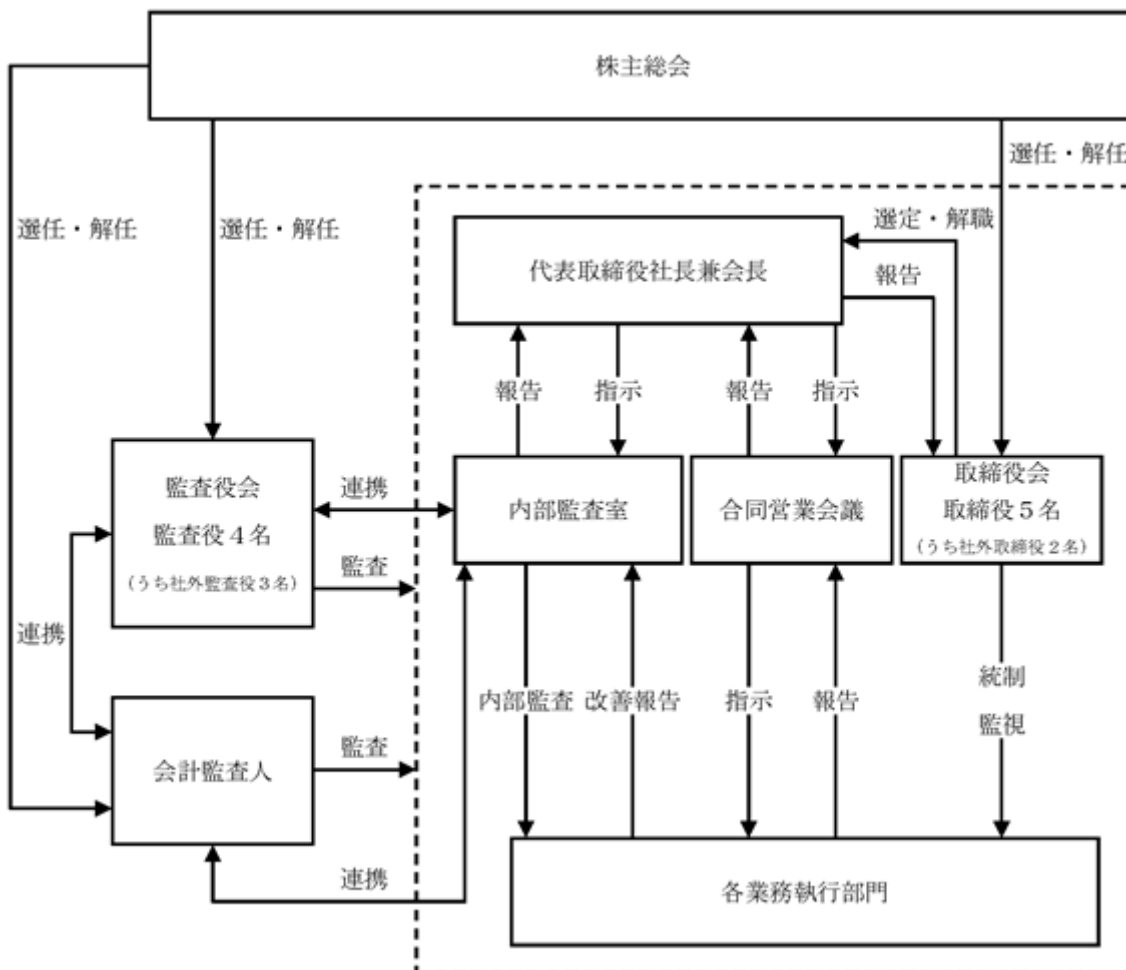 株主総会
選任・解任
選任・解任
選任・解任
選定・解職
代表取締役社長兼会長
報告
報告
指示
報告
指示
監査役会
監査役４名
（うち社外監査役３名）
連携
内部監査室
合同営業会議
取締役会
取締役５名
（うち社外取締役２名）
監査
連携
内部監査
改善報告
指示
報告
統制
監視
会計監査人
監査
連携
各業務執行部門